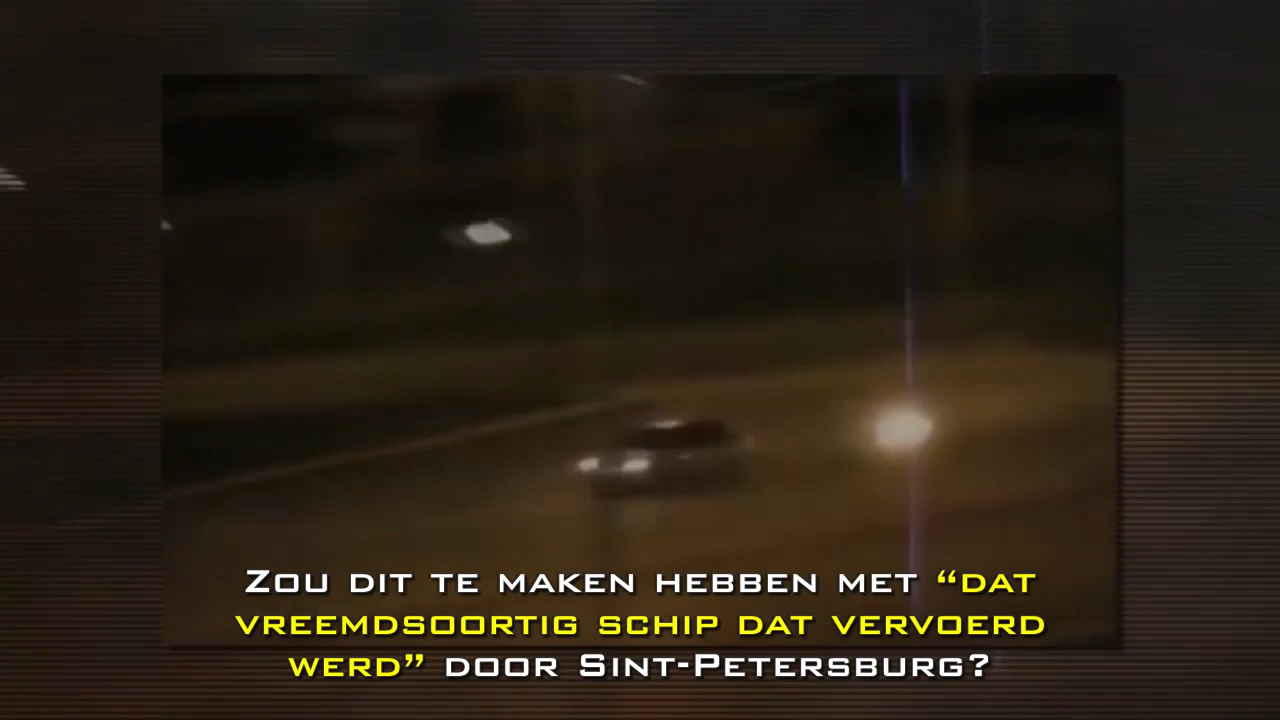 Zou dit te maken hebben met “dat
vreemdsoortig schip dat vervoerd
werd” door Sint-Petersburg?